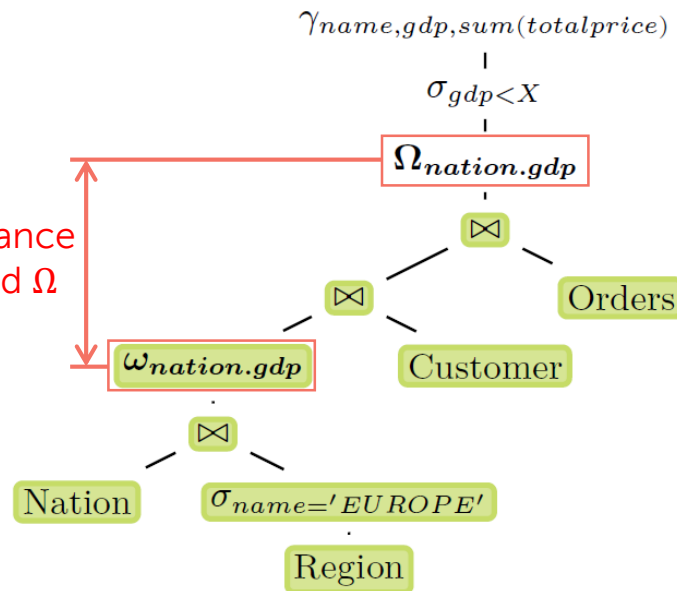 γname,gdp,sum(totalprice)
σgdp<X
Ωnation.gdp
⋈
⋈
Orders
ωnation.gdp
Customer
⋈
Nation
σname='EUROPE'
Region
ance
d Ω